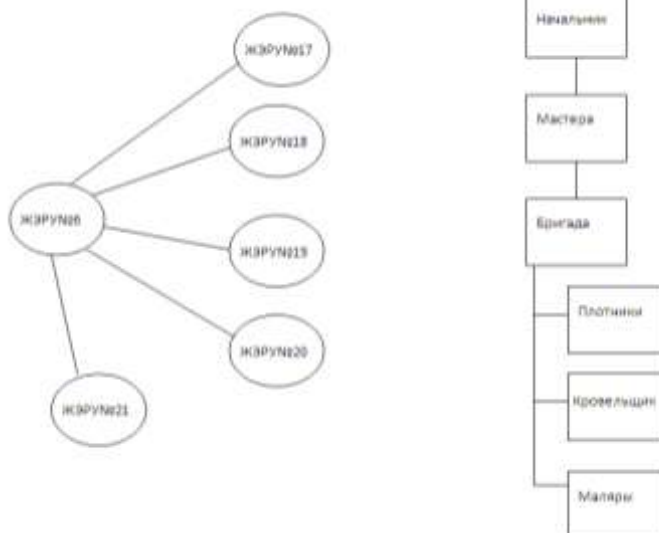 ЖЭРУ№17
ЖЭРУ№18
ЖЭРУ№6
ЖЭРУ№19
ЖЭРУ№20
ЖЭРУ№21
Начальник
Мастера
Бригада
Плотники
Кровельщик
Маляры